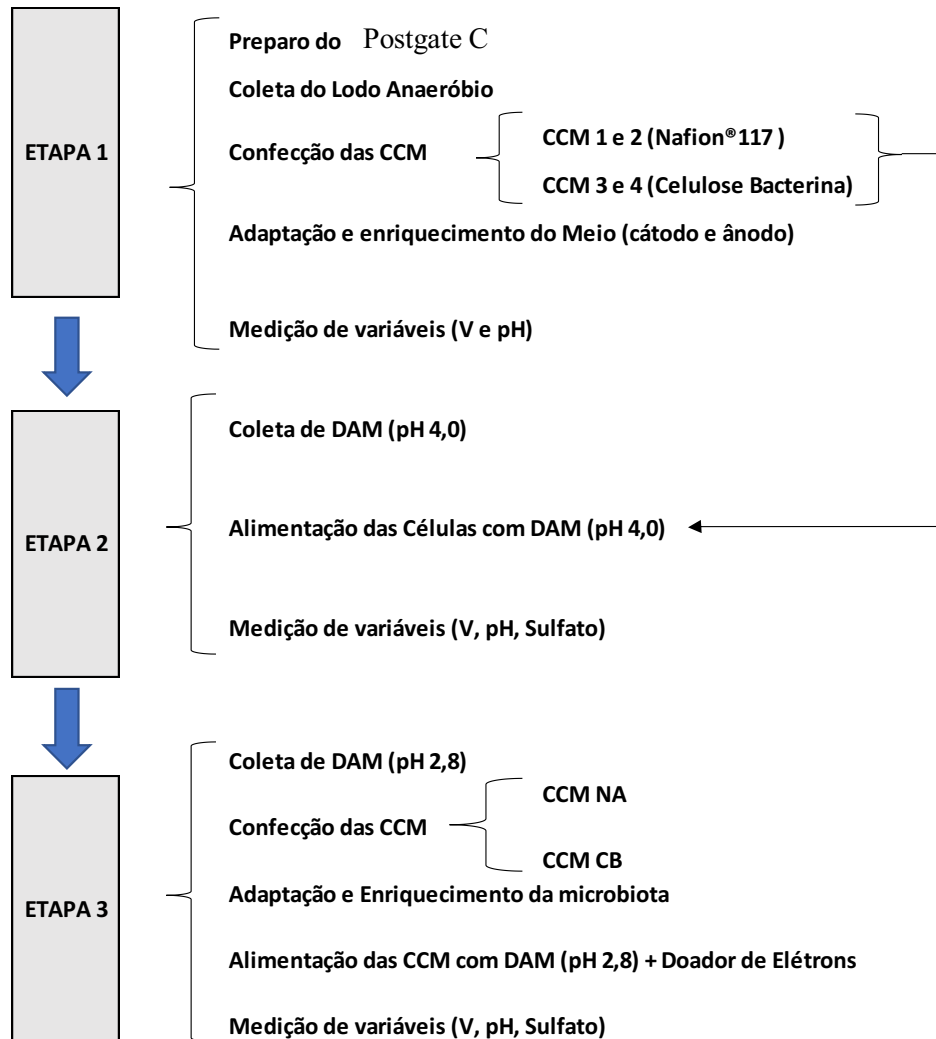 ETAPA 1
Preparo do Postgate C
Coleta do Lodo Anaeróbio
Confecção das CCM
CCM 1 e 2 (Nafion®117 )
CCM 3 e 4 (Celulose Bacterina)
Adaptação e enriquecimento do Meio (cátodo e ânodo)
Medição de variáveis (V e pH)
ETAPA 2
Coleta de DAM (pH 4,0)
Alimentação das Células com DAM (pH 4,0)
Medição de variáveis (V, pH, Sulfato)
ETAPA 3
Coleta de DAM (pH 2,8)
Confecção das CCM
CCM NA
CCM CB
Adaptação e Enriquecimento da microbiota
Alimentação das CCM com DAM (pH 2,8) + Doador de Elétrons
Medição de variáveis (V, pH, Sulfato)